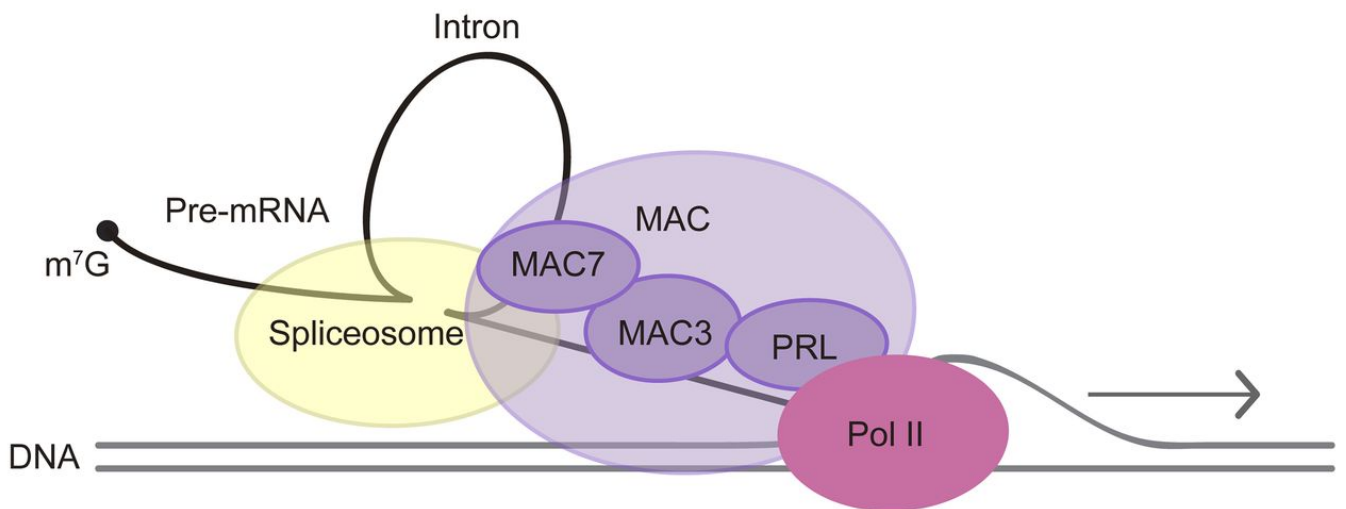 Intron
Pre-mRNA
m⁷G
MAC
MAC7
Spliceosome
MAC3
PRL
Pol II
DNA